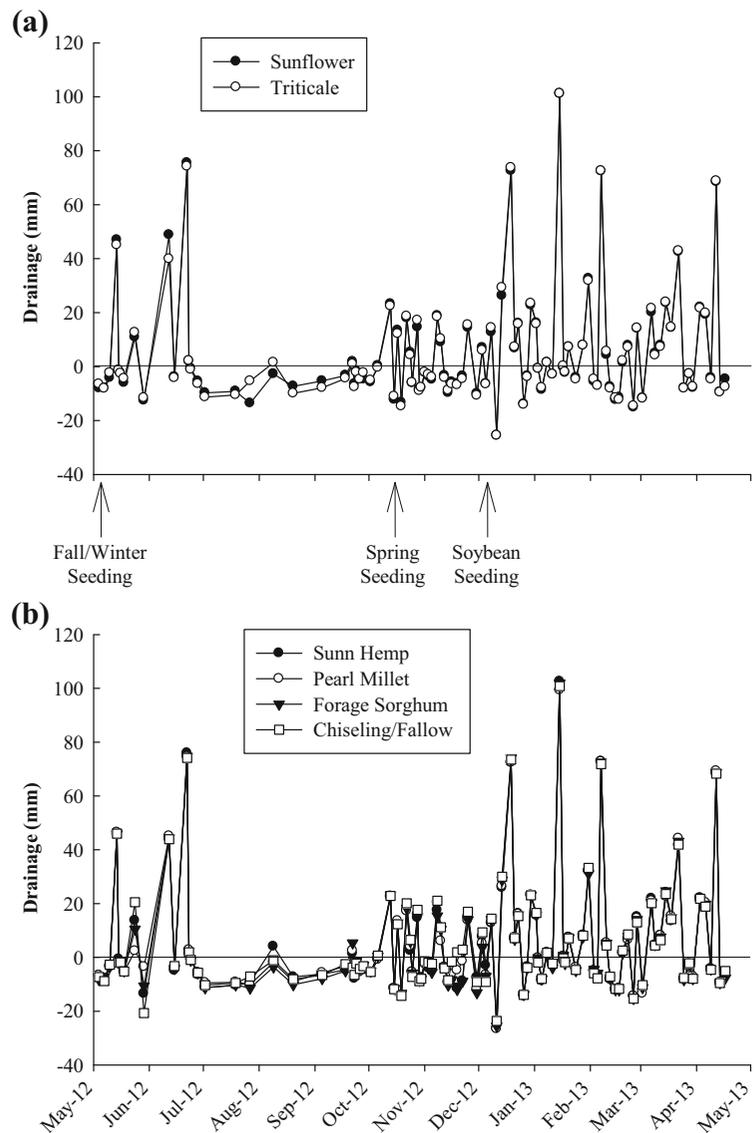 (a)
120
100
80
60
40
20
0
-20
-40
Drainage (mm)
Sunflower
Triticale
Fall/Winter
Seeding
Spring
Seeding
Soybean
Seeding
(b)
120
100
80
60
40
20
0
-20
-40
Drainage (mm)
Sunn Hemp
Pearl Millet
Forage Sorghum
Chiseling/Fallow
May-12
Jun-12
Jul-12
Aug-12
Sep-12
Oct-12
Nov-12
Dec-12
Jan-13
Feb-13
Mar-13
Apr-13
May-13